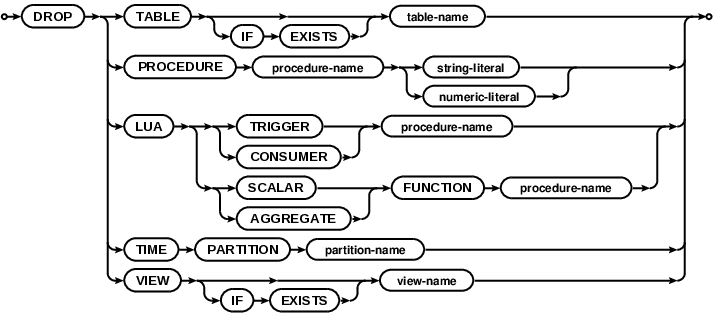 DROP TABLE table-name
IF EXISTS
PROCEDURE procedure-name string-literal
numeric-literal
LUA TRIGGER procedure-name
CONSUMER
SCALAR FUNCTION procedure-name
AGGREGATE
TIME PARTITION partition-name
VIEW view-name
IF EXISTS